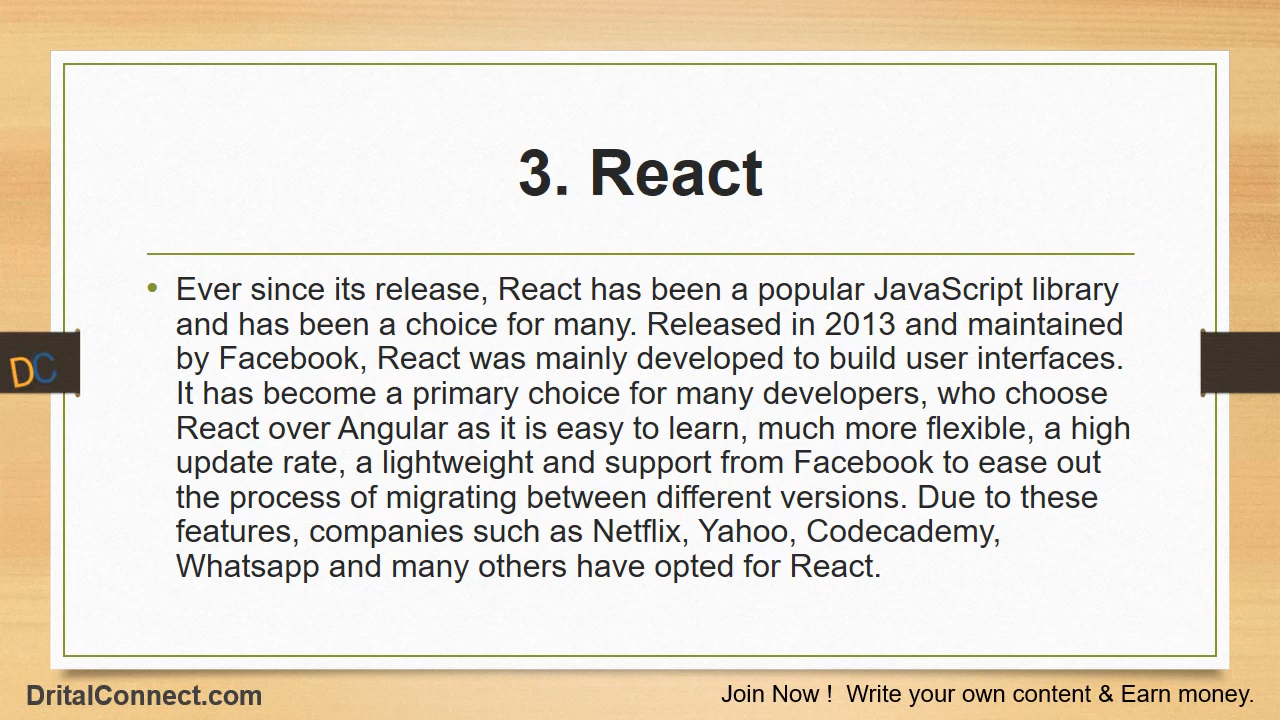 3. React
• Ever since its release, React has been a popular JavaScript library
and has been a choice for many. Released in 2013 and maintained
by Facebook, React was mainly developed to build user interfaces.
It has become a primary choice for many developers, who choose
React over Angular as it is easy to learn, much more flexible, a high
update rate, a lightweight and support from Facebook to ease out
the process of migrating between different versions. Due to these
features, companies such as Netflix, Yahoo, Codecademy,
Whatsapp and many others have opted for React.
DC
DritalConnect.com
Join Now !  Write your own content & Earn money.